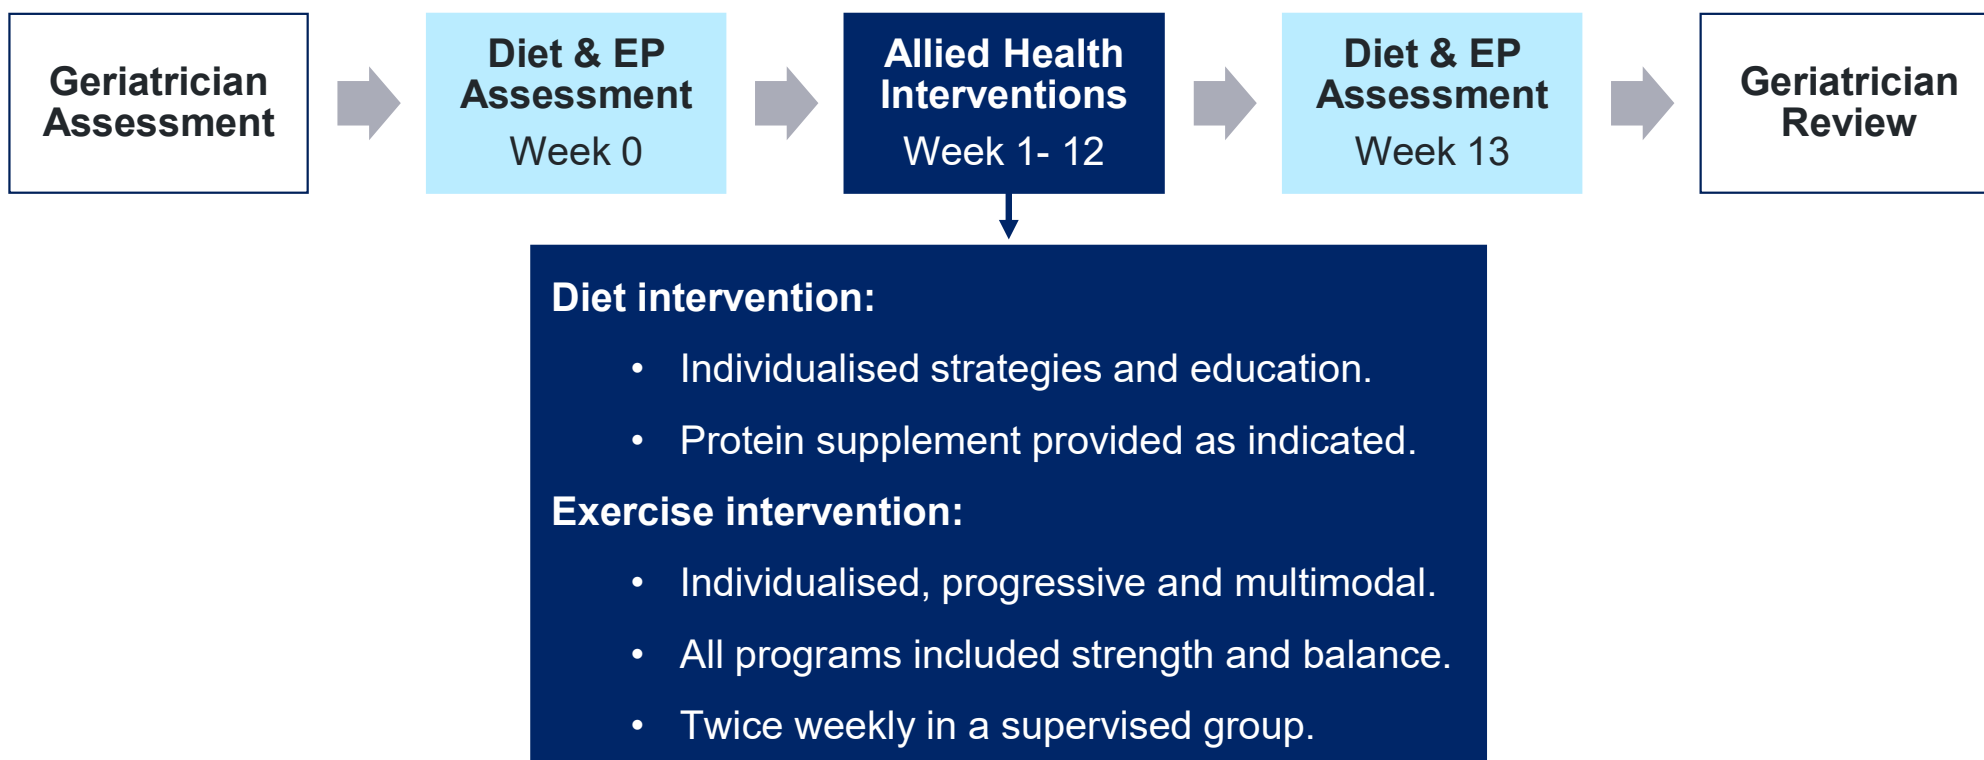 Geriatrician
Assessment
Diet & EP
Assessment
Week 0
Allied Health
Interventions
Week 1- 12
Diet & EP
Assessment
Week 13
Geriatrician
Review
Diet intervention:
• Individualised strategies and education.
• Protein supplement provided as indicated.
Exercise intervention:
• Individualised, progressive and multimodal.
• All programs included strength and balance.
• Twice weekly in a supervised group.